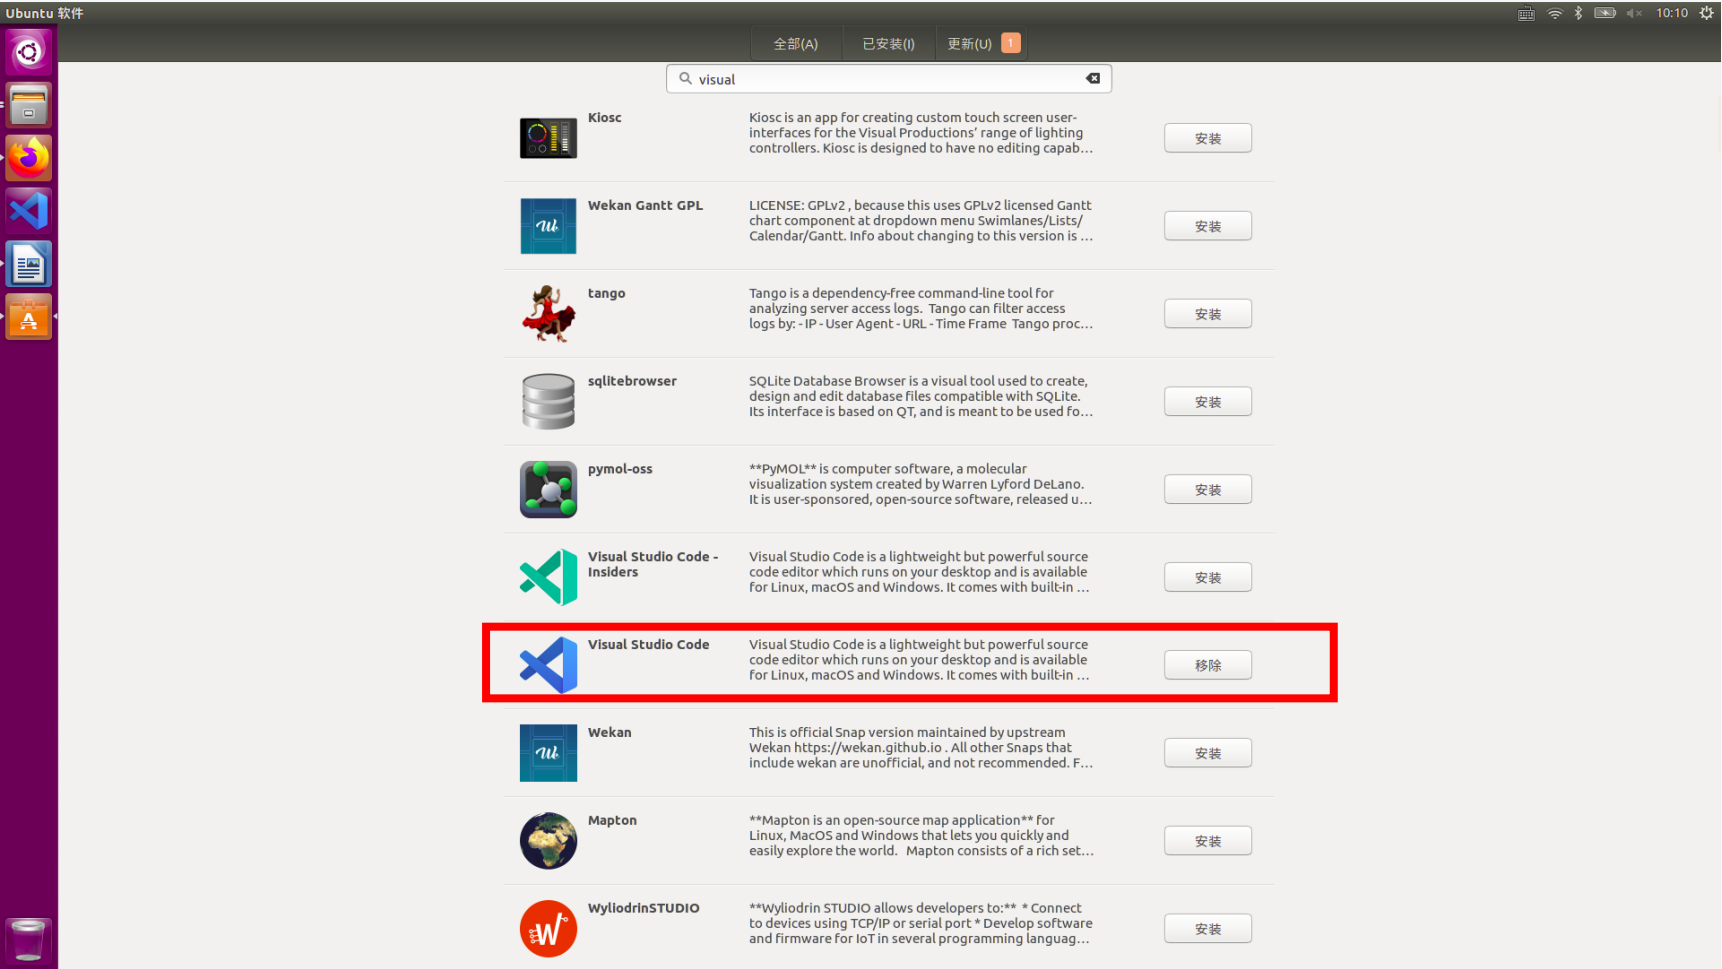 Ubuntu 软件
10:10
全部(A)
已安装(I)
更新(U)
1
visual
Kiosc
Kiosc is an app for creating custom touch screen user-
interfaces for the Visual Productions’ range of lighting
controllers. Kiosc is designed to have no editing capab...
安装
Wekan Gantt GPL
LICENSE: GPLv2 , because this uses GPLv2 licensed Gantt
chart component at dropdown menu Swimlanes/Lists/
Calendar/Gantt. Info about changing to this version is ...
安装
tango
Tango is a dependency-free command-line tool for
analyzing server access logs.  Tango can filter access
logs by: - IP - User Agent - URL - Time Frame  Tango proc...
安装
sqlitebrowser
SQLite Database Browser is a visual tool used to create,
design and edit database files compatible with SQLite.
Its interface is based on QT, and is meant to be used fo...
安装
pymol-oss
**PyMOL** is computer software, a molecular
visualization system created by Warren Lyford DeLano.
It is user-sponsored, open-source software, released u...
安装
Visual Studio Code -
Insiders
Visual Studio Code is a lightweight but powerful source
code editor which runs on your desktop and is available
for Linux, macOS and Windows. It comes with built-in ...
安装
Visual Studio Code
Visual Studio Code is a lightweight but powerful source
code editor which runs on your desktop and is available
for Linux, macOS and Windows. It comes with built-in ...
移除
Wekan
This is official Snap version maintained by upstream
Wekan https://wekan.github.io . All other Snaps that
include wekan are unofficial, and not recommended. F...
安装
Mapton
**Mapton is an open-source map application** for
Linux, MacOS and Windows that lets you quickly and
easily explore the world.   Mapton consists of a rich set...
安装
WyliodrinSTUDIO
**Wyliodrin STUDIO allows developers to:**  * Connect
to devices using TCP/IP or serial port * Develop software
and firmware for IoT in several programming languag...
安装